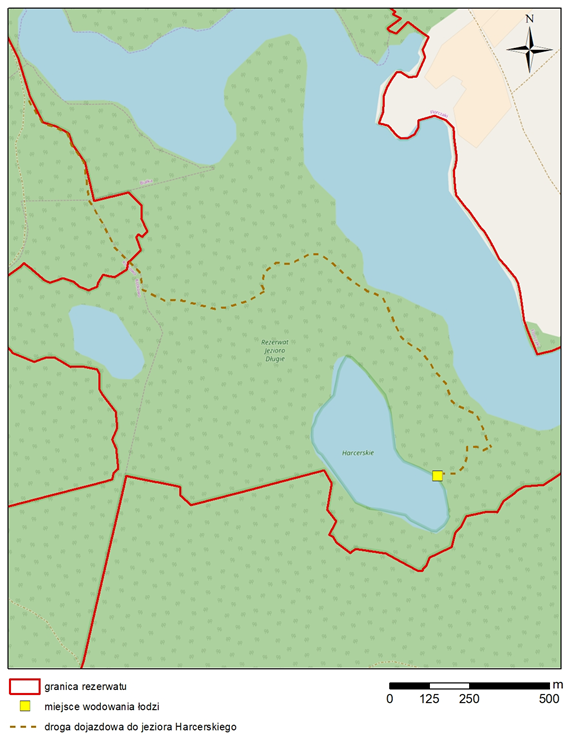 N
Rezerwat
Jezioro
Długie
Harcerskie
granica rezerwatu
miejsce wodowania łodzi
droga dojazdowa do jeziora Harcerskiego
m
0 125 250 500